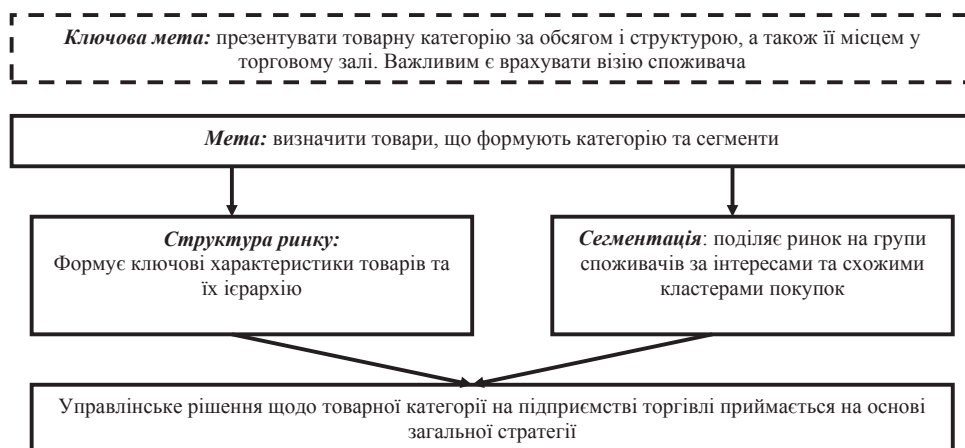 Ключова мета: презентувати товарну категорію за обсягом і структурою, а також її місцем у
торговому залі. Важливим є врахувати візію споживача
Мета: визначити товари, що формують категорію та сегменти
Структура ринку:
Формує ключові характеристики товарів та
їх ієрархію
Сегментація: поділяє ринок на групи
споживачів за інтересами та схожими
кластерами покупок
Управлінське рішення щодо товарної категорії на підприємстві торгівлі приймається на основі
загальної стратегії